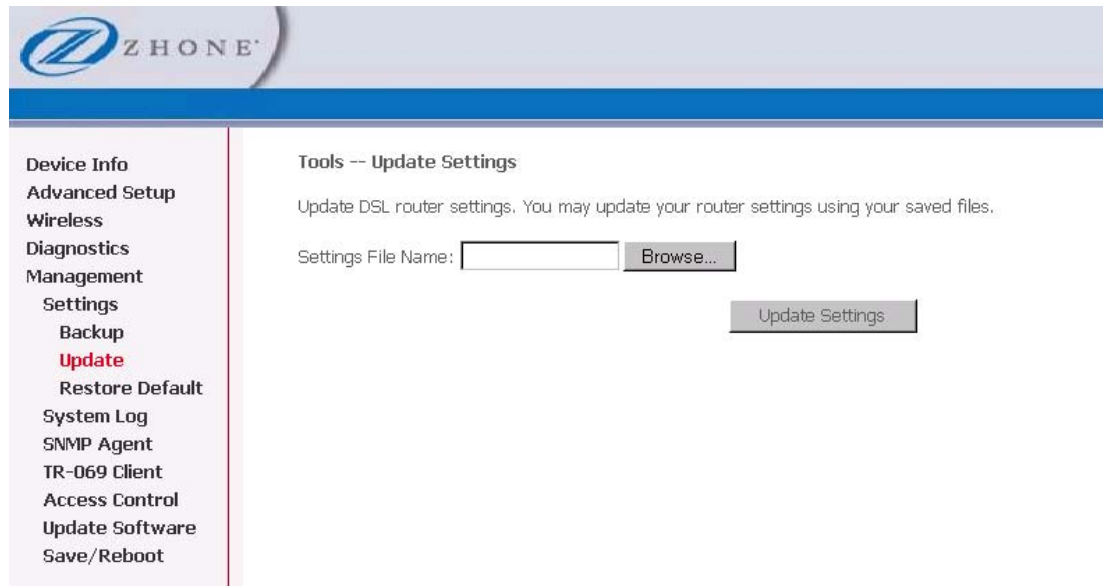 ZHONE
Device Info
Advanced Setup
Wireless
Diagnostics
Management
Settings
Backup
Update
Restore Default
System Log
SNMP Agent
TR-069 Client
Access Control
Update Software
Save/Reboot
Tools -- Update Settings
Update DSL router settings. You may update your router settings using your saved files.
Settings File Name: Browse...
Update Settings